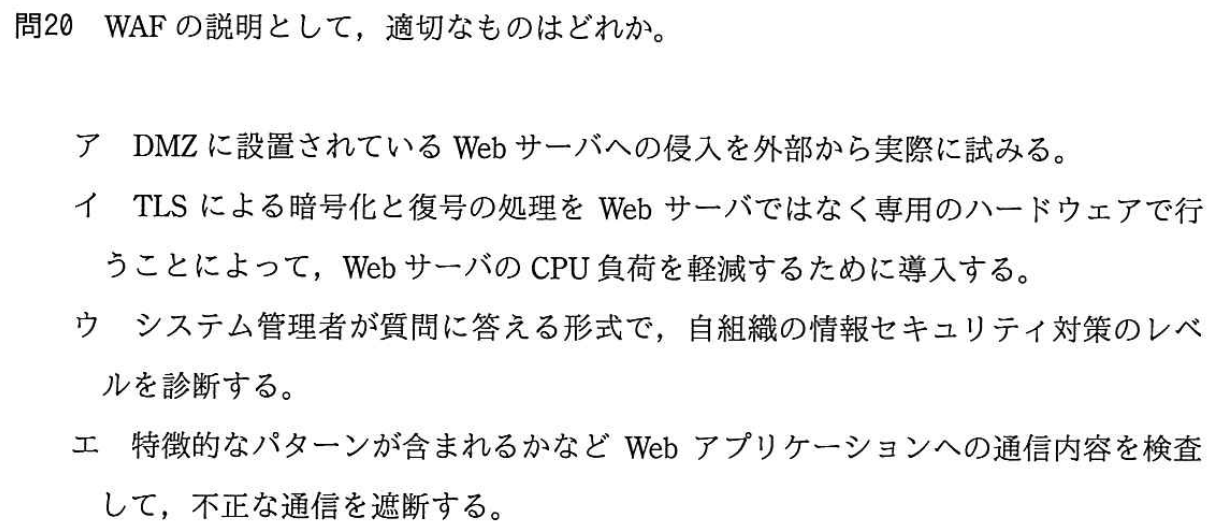 問20 WAF の説明として，適切なものはどれか。
ア DMZ に設置されている Web サーバへの侵入を外部から実際に試みる。
イ TLS による暗号化と復号の処理を Web サーバではなく専用のハードウェアで行
うことによって，Web サーバの CPU 負荷を軽減するために導入する。
ウ システム管理者が質問に答える形式で，自組織の情報セキュリティ対策のレベ
ルを診断する。
エ 特徴的なパターンが含まれるかなど Web アプリケーションへの通信内容を検査
して，不正な通信を遮断する。